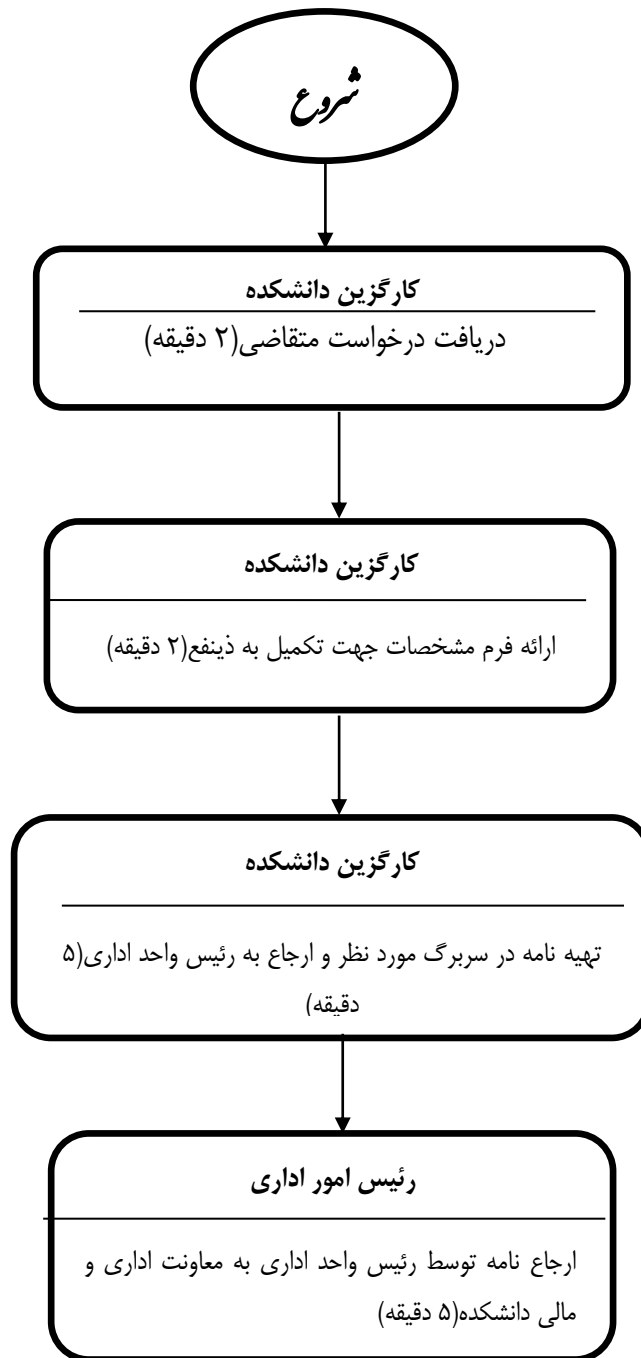 شروع
کارگزین دانشکده
دریافت درخواست متقاضی(۲ دقیقه)
کارگزین دانشکده
ارائه فرم مشخصات جهت تکمیل به ذینفع(۲ دقیقه)
کارگزین دانشکده
تهیه نامه در سربرگ مورد نظر و ارجاع به رئیس واحد اداری(۵
دقیقه)
رئیس امور اداری
ارجاع نامه توسط رئیس واحد اداری به معاونت اداری و
مالی دانشکده(۵ دقیقه)